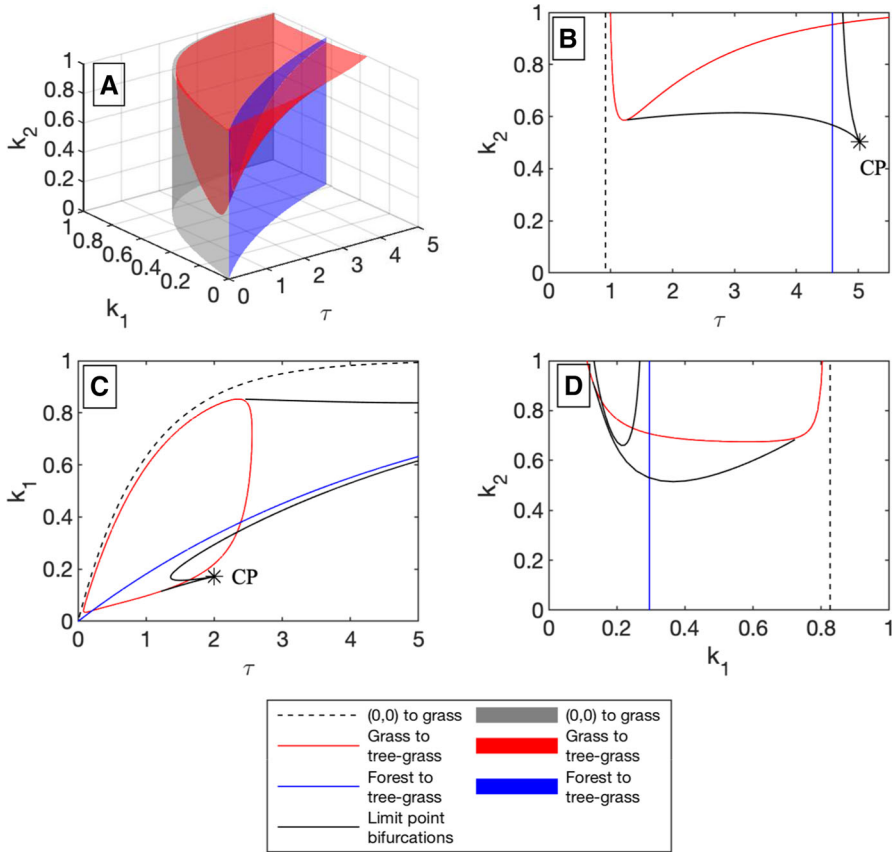 A
k2
1
0.8
0.6
0.4
0.2
0
1
0.8
0.6
0.4
0.2
0
k1
0
1
2
3
4
5
τ
B
k2
1
0.8
0.6
0.4
0.2
0
0 1 2 3 4 5
τ
CP
C
k1
1
0.8
0.6
0.4
0.2
0
0 1 2 3 4 5
τ
CP
D
k2
1
0.8
0.6
0.4
0.2
0
0 0.2 0.4 0.6 0.8 1
k1
(0,0) to grass
Grass to
tree-grass
Forest to
tree-grass
Limit point
bifurcations
(0,0) to grass
Grass to
tree-grass
Forest to
tree-grass